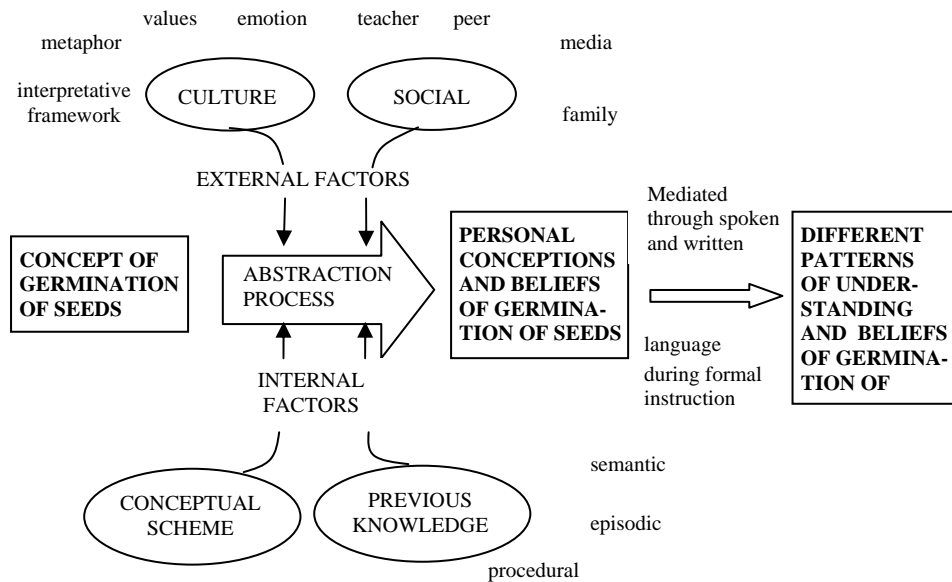 values emotion teacher peer
metaphor media
interpretative
framework
CULTURE SOCIAL
family
EXTERNAL FACTORS
CONCEPT OF
GERMINATION
OF SEEDS
ABSTRACTION
PROCESS
PERSONAL
CONCEPTIONS
AND BELIEFS
OF GERMINA-
TION OF SEEDS
Mediated
through spoken
and written
language
during formal
instruction
DIFFERENT
PATTERNS
OF UNDER-
STANDING
AND BELIEFS
OF GERMINA-
TION OF
INTERNAL
FACTORS
CONCEPTUAL
SCHEME
PREVIOUS
KNOWLEDGE
semantic
episodic
procedural